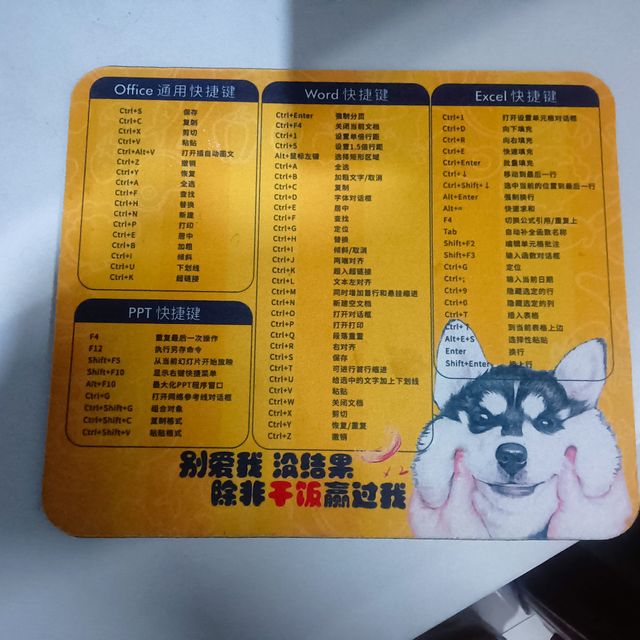 Office 通用快捷键
Ctrl+S 保存
Ctrl+C 复制
Ctrl+X 剪切
Ctrl+V 粘贴
Ctrl+Alt+V 打开插自动图文
Ctrl+Z 撤销
Ctrl+Y 恢复
Ctrl+A 全选
Ctrl+F 查找
Ctrl+H 替换
Ctrl+N 新建
Ctrl+P 打印
Ctrl+E 居中
Ctrl+B 加粗
Ctrl+I 倾斜
Ctrl+U 下划线
Ctrl+K 超链接
PPT 快捷键
F4 重复最后一次操作
F12 执行另存命令
Shift+F5 从当前幻灯片开始放映
Shift+F10 显示右键快捷菜单
Alt+F10 最大化PPT程序窗口
Ctrl+G 打开网络参考线对话框
Ctrl+Shift+G 组合对象
Ctrl+Shift+C 复制格式
Ctrl+Shift+V 粘贴格式
Word 快捷键
Ctrl+Enter 强制分页
Ctrl+F4 关闭当前文档
Ctrl+1 设置单倍行距
Ctrl+5 设置1.5倍行距
Alt+鼠标左键 选择矩形区域
Ctrl+A 全选
Ctrl+B 加粗文字/取消
Ctrl+C 复制
Ctrl+D 字体对话框
Ctrl+E 居中
Ctrl+F 查找
Ctrl+G 定位
Ctrl+H 替换
Ctrl+I 倾斜/取消
Ctrl+J 两端对齐
Ctrl+K 超入超链接
Ctrl+L 文本左对齐
Ctrl+M 同时增加首行和悬挂缩进
Ctrl+N 新建空文档
Ctrl+O 打开对话框
Ctrl+P 打开打印
Ctrl+Q 段落重置
Ctrl+R 右对齐
Ctrl+S 保存
Ctrl+T 可进行首行缩进
Ctrl+U 给选中的文字加上下划线
Ctrl+V 粘贴
Ctrl+W 关闭文档
Ctrl+X 剪切
Ctrl+Y 恢复/重复
Ctrl+Z 撤销
Excel 快捷键
Ctrl+1 打开设置单元格对话框
Ctrl+D 向下填充
Ctrl+R 向右填充
Ctrl+E 快速填充
Ctrl+Enter 批量填充
Ctrl+↓ 移动到最后一行
Ctrl+Shift+↓ 选中当前的位置到最后一行
Alt+Enter 强制换行
Alt+= 快速求和
F4 切换公式引用/重复上
Tab 自动补全函数名称
Shift+F2 编辑单元格批注
Shift+F3 输入函数对话框
Ctrl+G 定位
Ctrl+; 输入当前日期
Ctrl+9 隐藏选定的行
Ctrl+0 隐藏选定的列
Ctrl+T 插入表格
Ctrl+↑ 到当前表格上边
Alt+E+S 选择性粘贴
Enter 换行
Shift+Enter 上行
别爱我 没结果
除非干饭赢过我